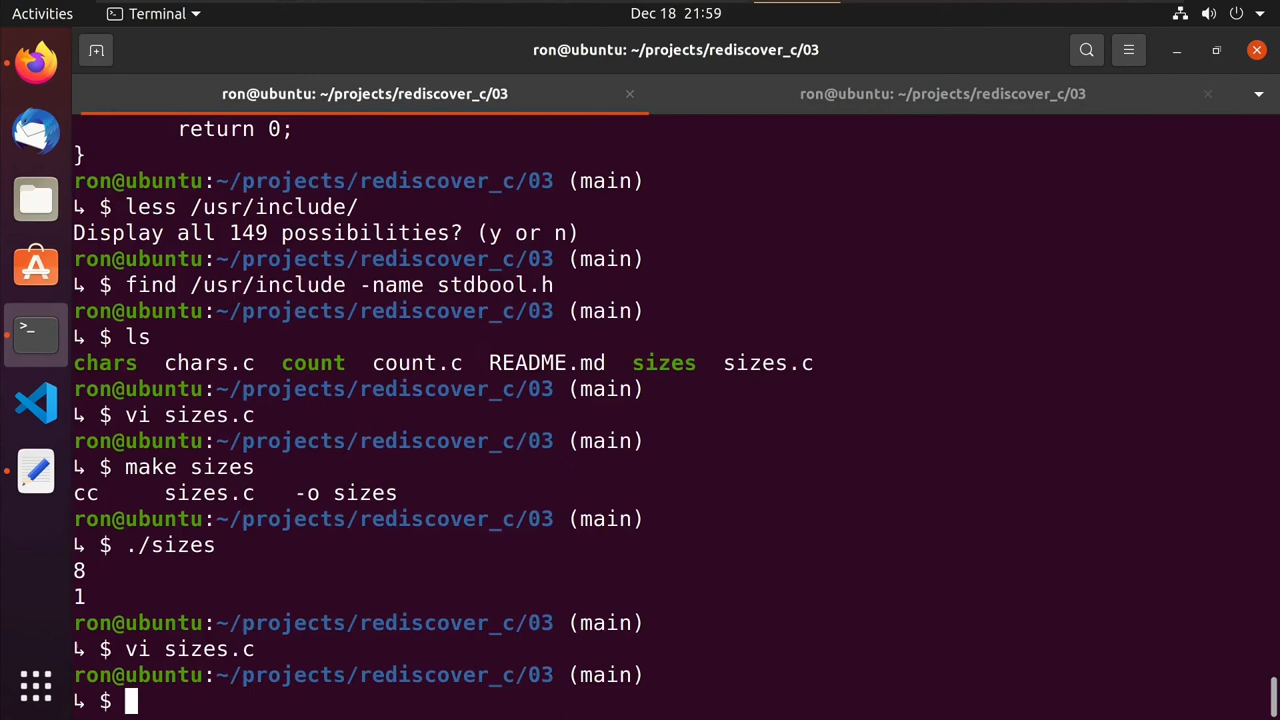 Activities Terminal Dec 18 21:59
ron@ubuntu: ~/projects/rediscover_c/03
ron@ubuntu: ~/projects/rediscover_c/03 ron@ubuntu: ~/projects/rediscover_c/03
return 0;
}
ron@ubuntu:~/projects/rediscover_c/03 (main)
↳ $ less /usr/include/
Display all 149 possibilities? (y or n)
ron@ubuntu:~/projects/rediscover_c/03 (main)
↳ $ find /usr/include -name stdbool.h
ron@ubuntu:~/projects/rediscover_c/03 (main)
↳ $ ls
chars chars.c count count.c README.md sizes sizes.c
ron@ubuntu:~/projects/rediscover_c/03 (main)
↳ $ vi sizes.c
ron@ubuntu:~/projects/rediscover_c/03 (main)
↳ $ make sizes
cc sizes.c -o sizes
ron@ubuntu:~/projects/rediscover_c/03 (main)
↳ $ ./sizes
8
1
ron@ubuntu:~/projects/rediscover_c/03 (main)
↳ $ vi sizes.c
ron@ubuntu:~/projects/rediscover_c/03 (main)
↳ $